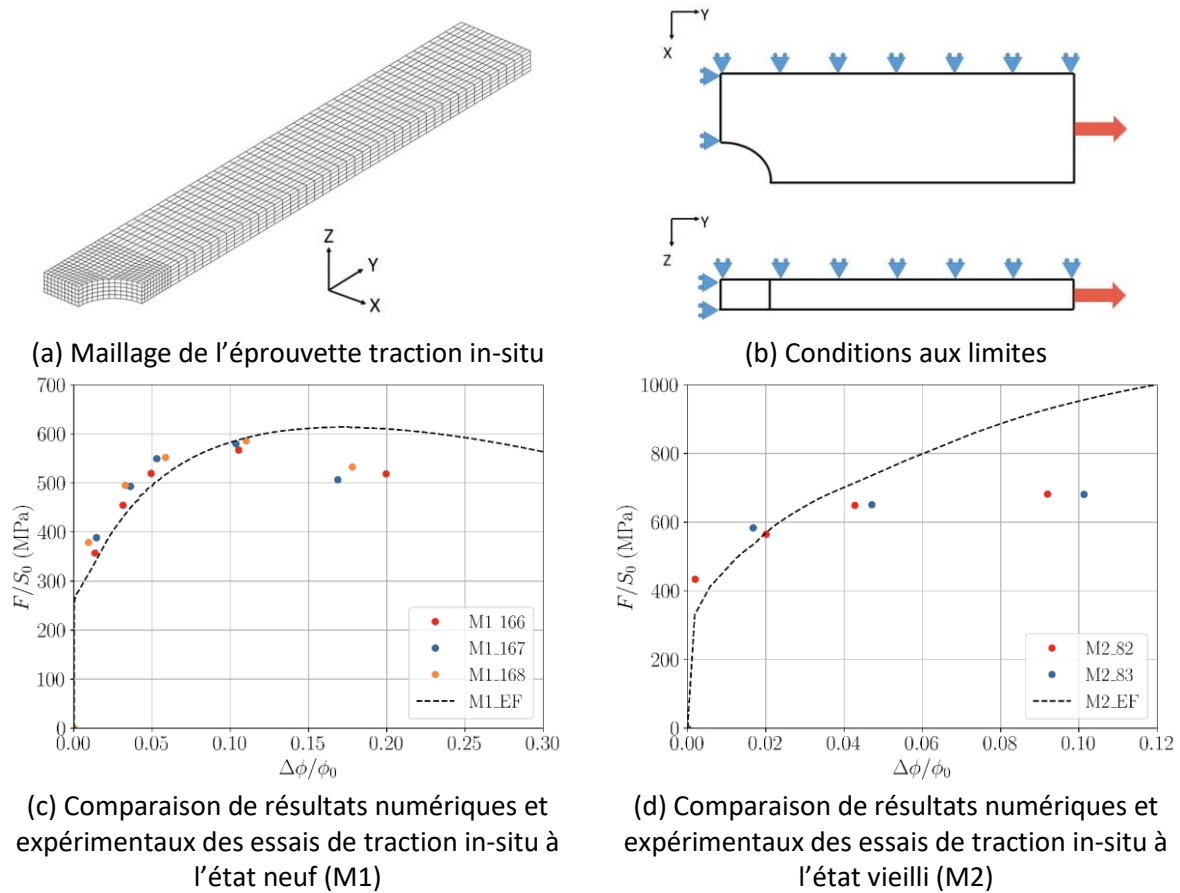 Z
Y
X
Y
X
Y
Z
(a) Maillage de l'éprouvette traction in-situ
(b) Conditions aux limites
700
600
500
400
300
200
100
0
F/S₀ (MPa)
0.00 0.05 0.10 0.15 0.20 0.25 0.30
Δϕ/ϕ₀
M1_166
M1_167
M1_168
M1_EF
1000
800
600
400
200
0
F/S₀ (MPa)
0.00 0.02 0.04 0.06 0.08 0.10 0.12
Δϕ/ϕ₀
M2_82
M2_83
M2_EF
(c) Comparaison de résultats numériques et
expérimentaux des essais de traction in-situ à
l'état neuf (M1)
(d) Comparaison de résultats numériques et
expérimentaux des essais de traction in-situ à
l'état vieilli (M2)